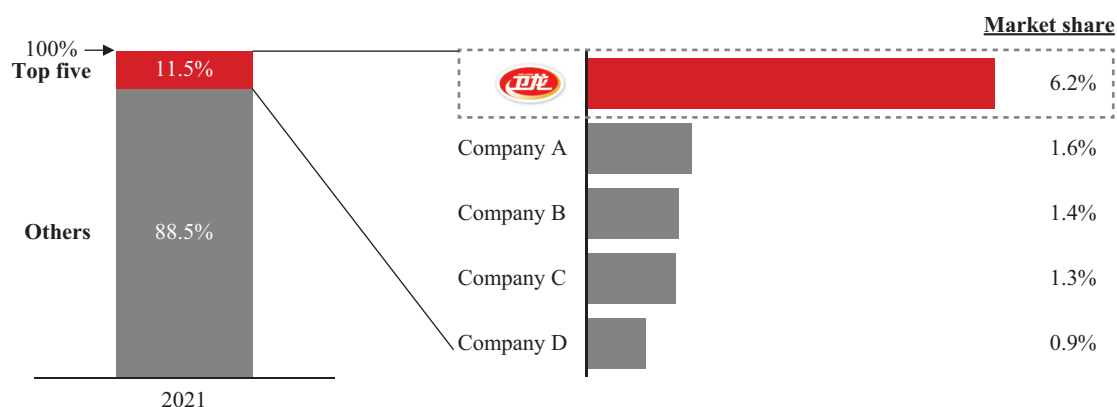 Market share
100%
Top five
11.5%
卫龙
6.2%
Company A
1.6%
Company B
1.4%
Others
88.5%
Company C
1.3%
Company D
0.9%
2021